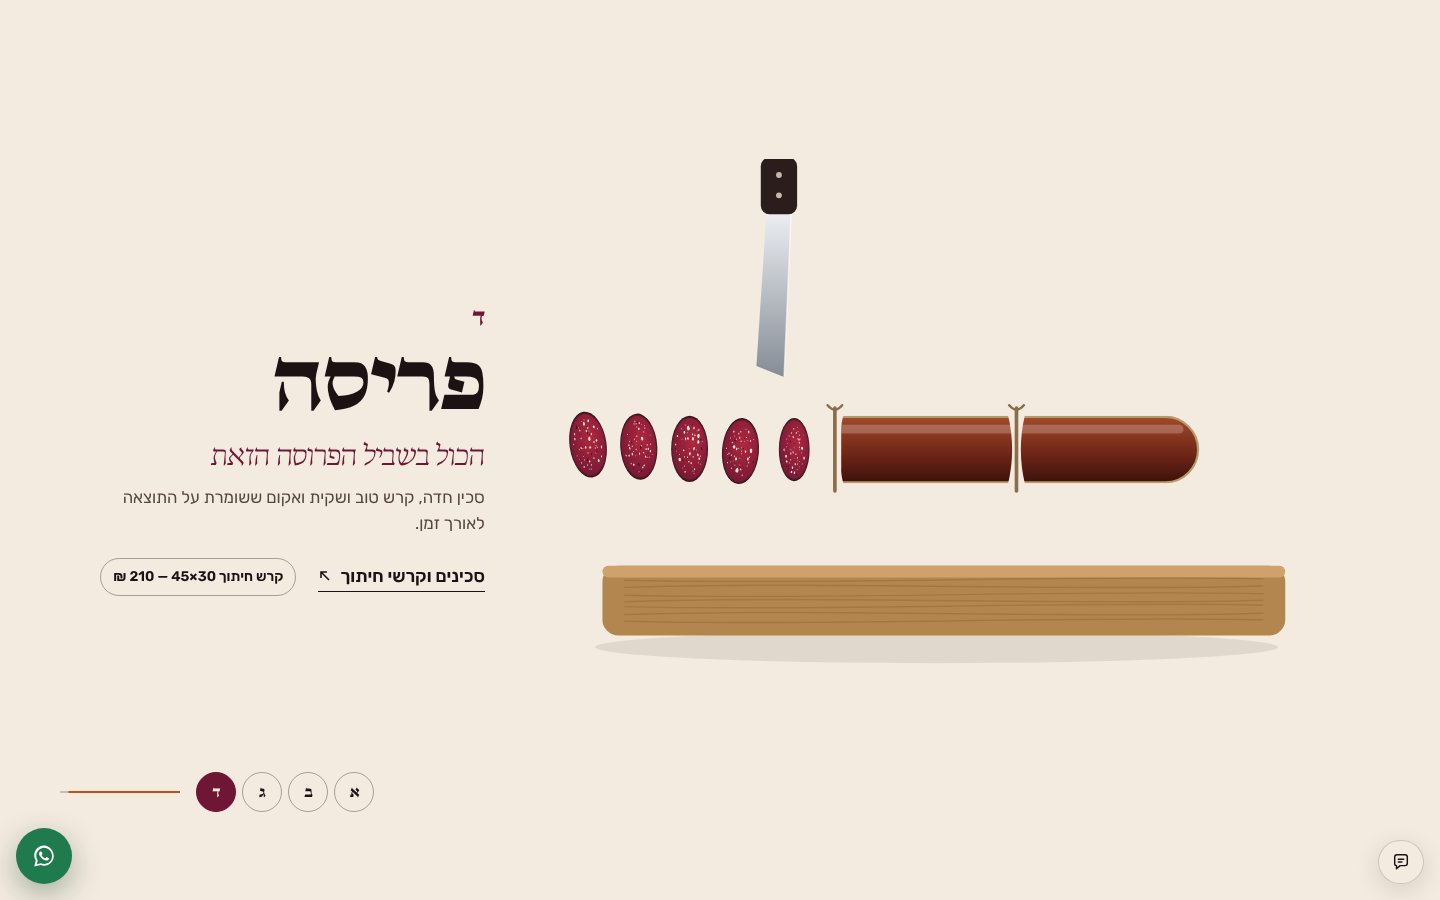 ד
פריסה
הכול בשביל הפרוסה הזאת
סכין חדה, קרש טוב ושקית ואקום ששומרת על התוצאה
לאורך זמן.
סכינים וקרשי חיתוך ↖
קרש חיתוך 30×45 — 210 ₪
א ב ג ד